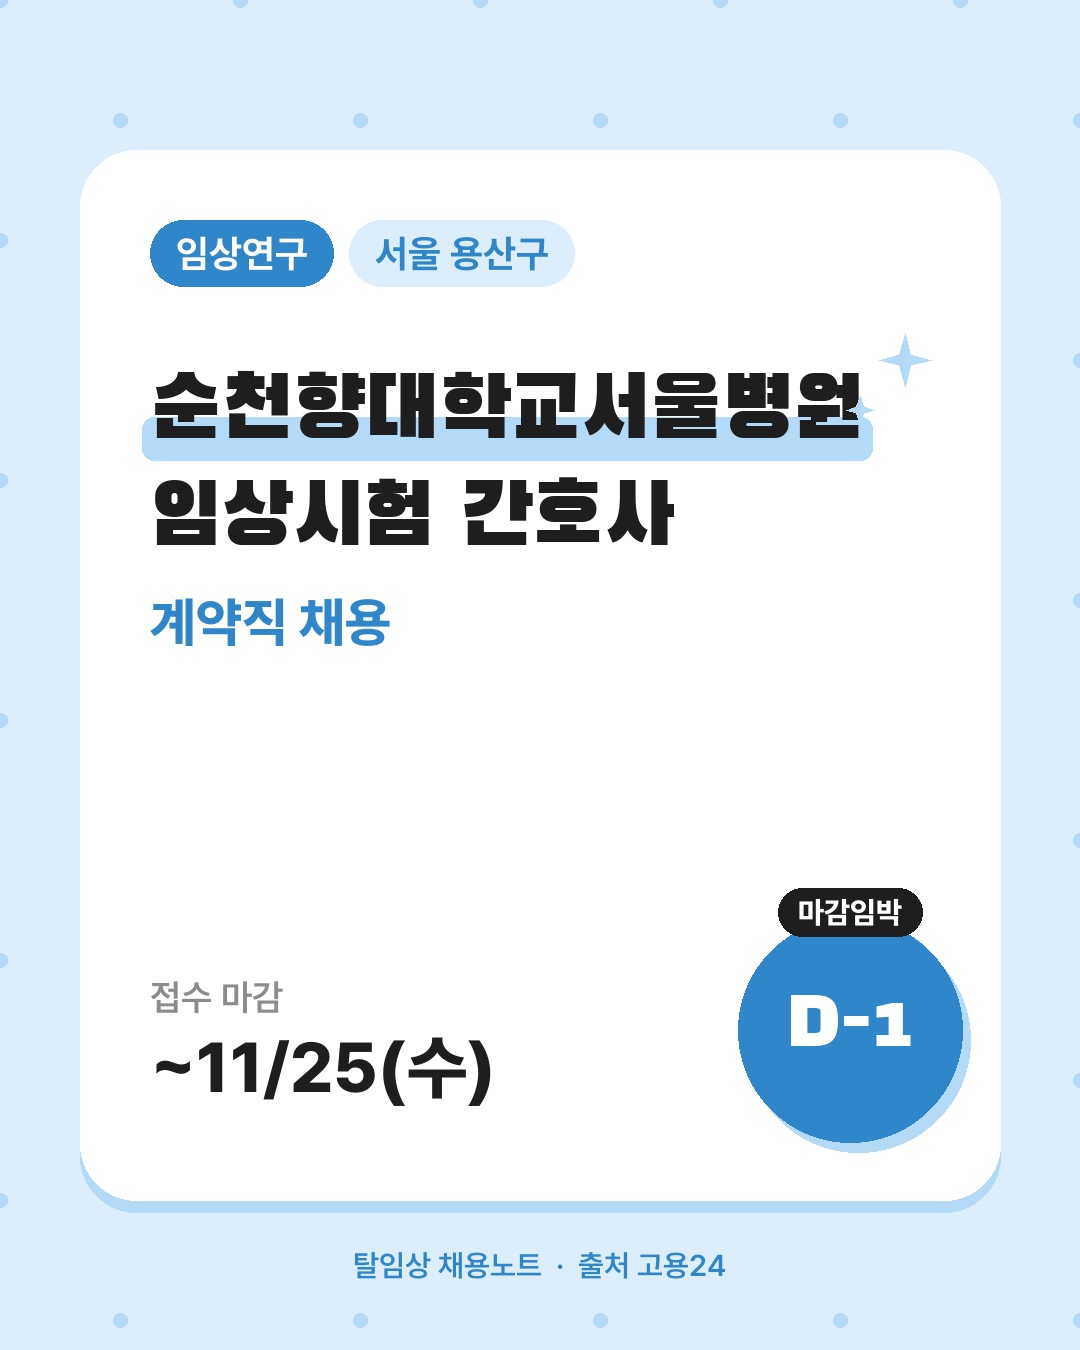 임상연구 서울 용산구
순천향대학교서울병원
임상시험 간호사
계약직 채용
마감임박
D-1
접수 마감
~11/25(수)
탈임상 채용노트 · 출처 고용24